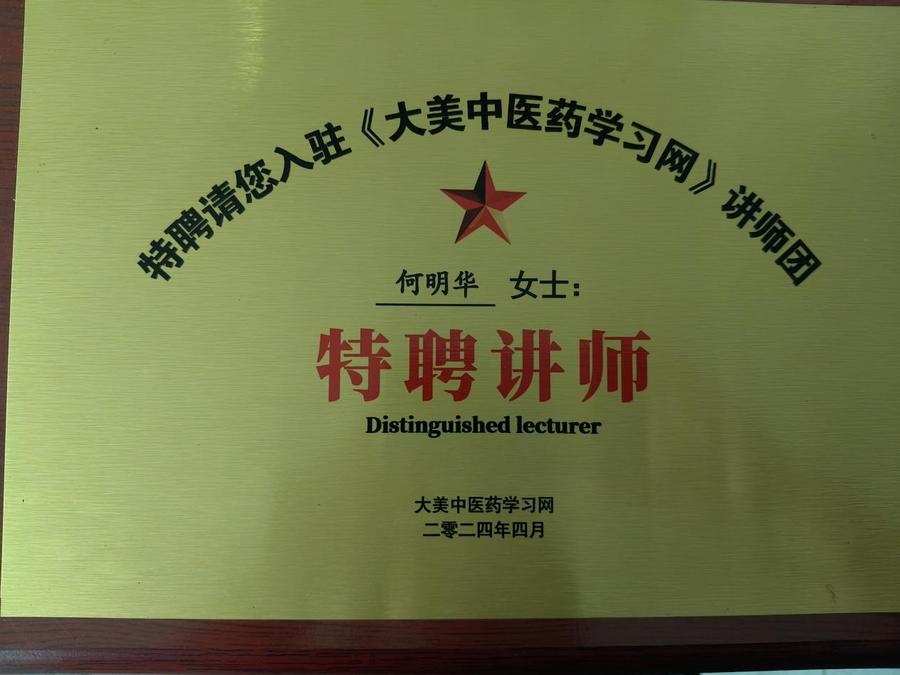 特聘请您入驻《大美中医药学习网》讲师团
何明华 女士：
特聘讲师
Distinguished lecturer
大美中医药学习网
二零二四年四月